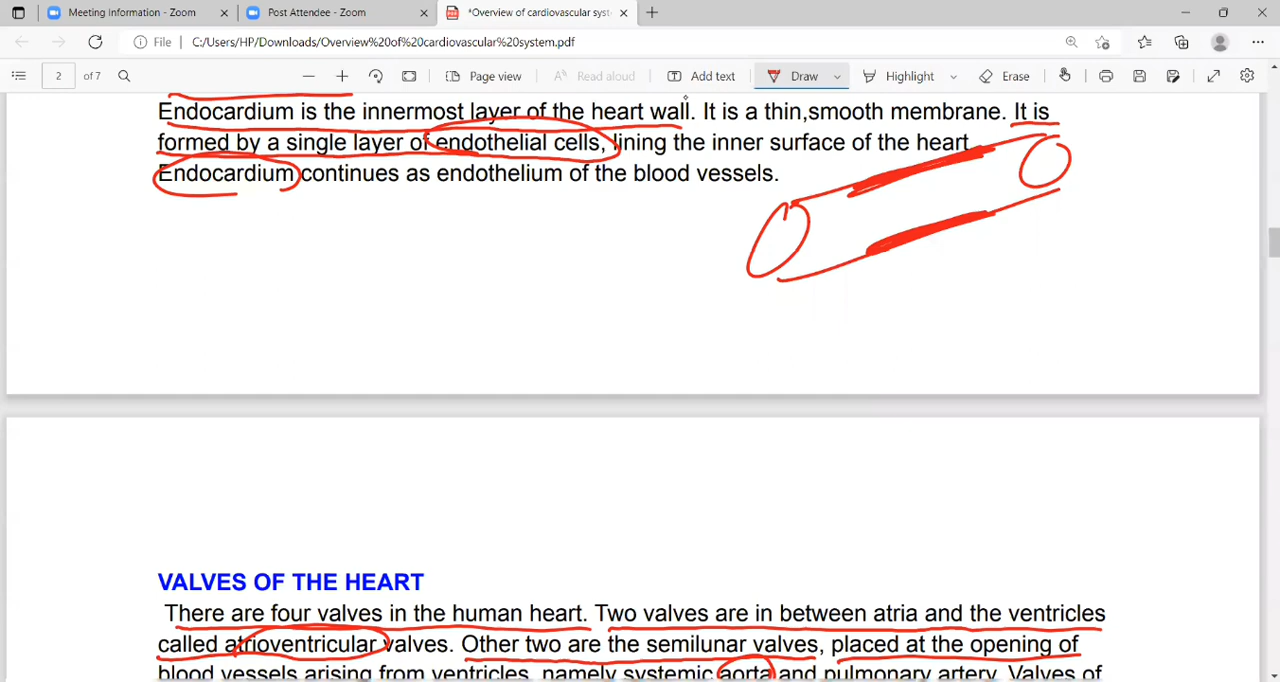 Meeting Information - Zoom
Post Attendee - Zoom
*Overview of cardiovascular syst
File
C:/Users/HP/Downloads/Overview%20of%20cardiovascular%20system.pdf
2 of 7
Page view
Read aloud
Add text
Draw
Highlight
Erase
Endocardium is the innermost layer of the heart wall. It is a thin,smooth membrane. It is
formed by a single layer of endothelial cells, lining the inner surface of the heart.
Endocardium continues as endothelium of the blood vessels.
VALVES OF THE HEART
There are four valves in the human heart. Two valves are in between atria and the ventricles
called atrioventricular valves. Other two are the semilunar valves, placed at the opening of
blood vessels arising from ventricles, namely systemic aorta and pulmonary artery. Valves of